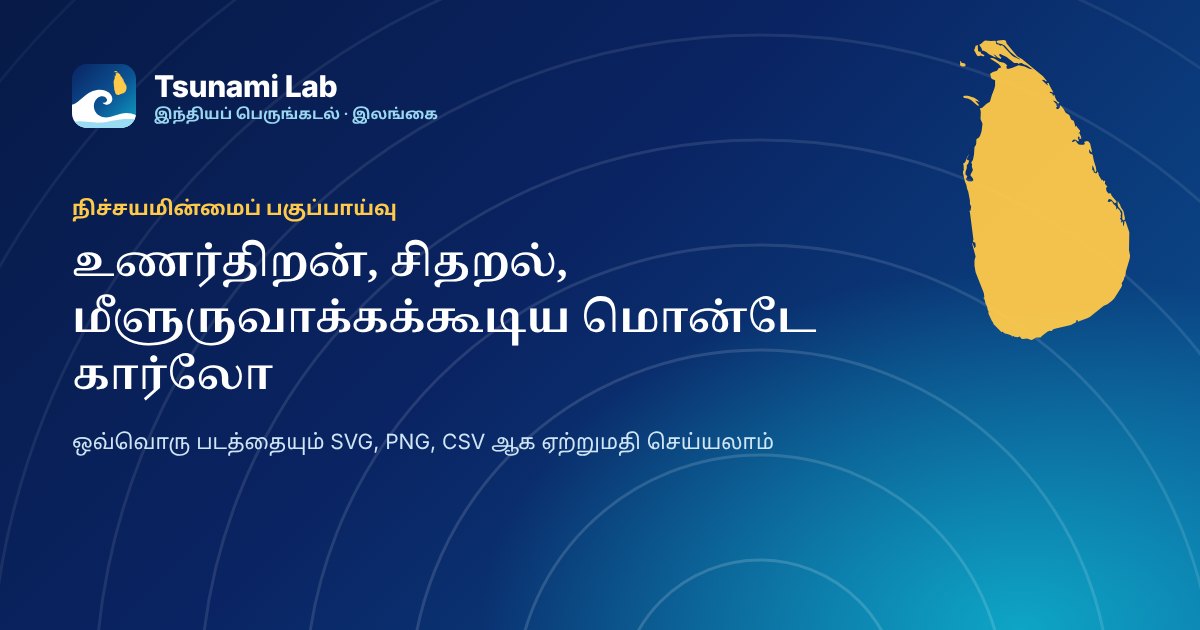 Tsunami Lab
இந்தியப் பெருங்கடல் · இலங்கை
நிச்சயமின்மைப் பகுப்பாய்வு
உணர்திறன், சிதறல்,
மீளுருவாக்கக்கூடிய மொன்டே
கார்லோ
ஒவ்வொரு படத்தையும் SVG, PNG, CSV ஆக ஏற்றுமதி செய்யலாம்